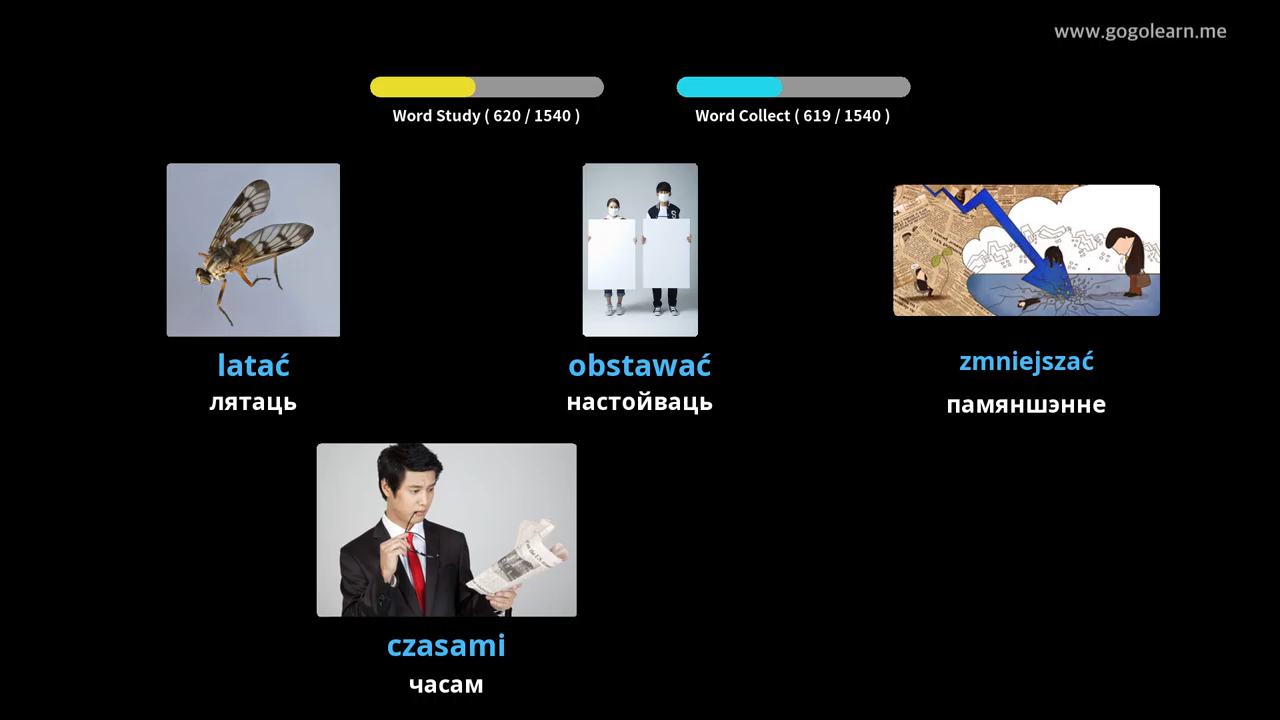 www.gogolearn.me
Word Study ( 620 / 1540 )
Word Collect ( 619 / 1540 )
latać
лятаць
obstawać
настойваць
zmniejszać
памяншэнне
czasami
часам